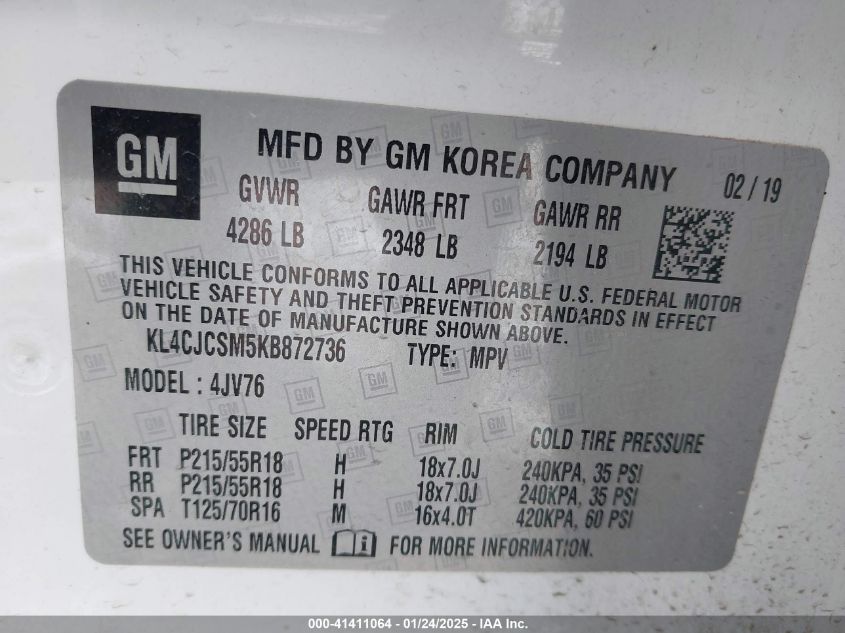 GM
MFD BY GM KOREA COMPANY 02/19
GVWR GAWR FRT GAWR RR
4286 LB 2348 LB 2194 LB
THIS VEHICLE CONFORMS TO ALL APPLICABLE U.S. FEDERAL MOTOR
VEHICLE SAFETY AND THEFT PREVENTION STANDARDS IN EFFECT
ON THE DATE OF MANUFACTURE SHOWN ABOVE.
KL4CJCSM5KB872736 TYPE: MPV
MODEL : 4JV76
TIRE SIZE SPEED RTG RIM COLD TIRE PRESSURE
FRT P215/55R18 H 18x7.0J 240KPA, 35 PSI
RR P215/55R18 H 18x7.0J 240KPA, 35 PSI
SPA T125/70R16 M 16x4.0T 420KPA, 60 PSI
SEE OWNER'S MANUAL i FOR MORE INFORMATION.
000-41411064 - 01/24/2025 - IAA Inc.